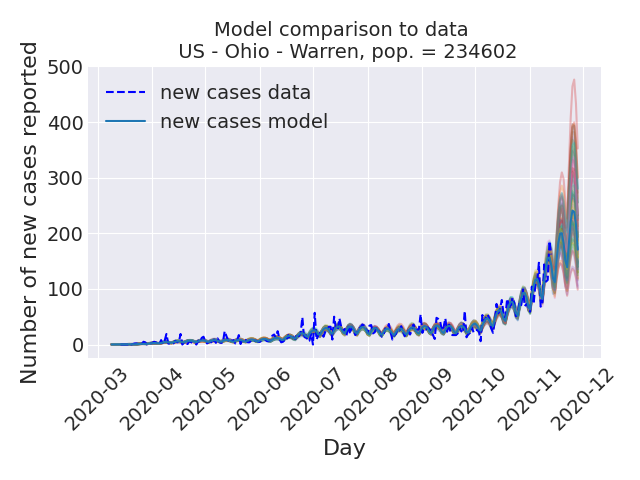 Model comparison to data
US - Ohio - Warren, pop. = 234602
Number of new cases reported
500
400
300
200
100
0
new cases data
new cases model
2020-03
2020-04
2020-05
2020-06
2020-07
2020-08
2020-09
2020-10
2020-11
2020-12
Day